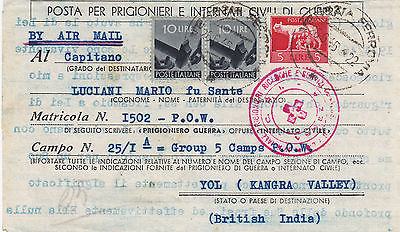 POSTA PER PRIGIONIERI E INTERNATI CIVILI DI GUERRA
BY AIR MAIL
Al Capitano
(GRADO del DESTINATARIO
10 LIRE
10 LIRE
POSTE ITALIANE
POSTE ITALIANE
5 LIRE 5
LUCIANI MARIO fu Sante
(COGNOME - NOME - PATERNITÀ del DESTINATARIO)
Matricola N. I502 - P.O.W.
(DI SEGUITO SCRIVERE «PRIGIONIERO GUERRA» OPPURE «INTERNATO CIVILE»)
Campo N. 25/I A = Group 5 Camps P.O.W.
(RIPORTARE TUTTE LE INDICAZIONI RELATIVE AL NUMERO E NOME DEL CAMPO SEZIONE DI CAMPO, ecc.
SECONDO LE INDICAZIONI FORNITE DEL PRIGIONIERO DI GUERRA O INTERNATO CIVILE)
YOL (KANGRA VALLEY)
(STATO O PAESE DI DESTINAZIONE)
(British India)